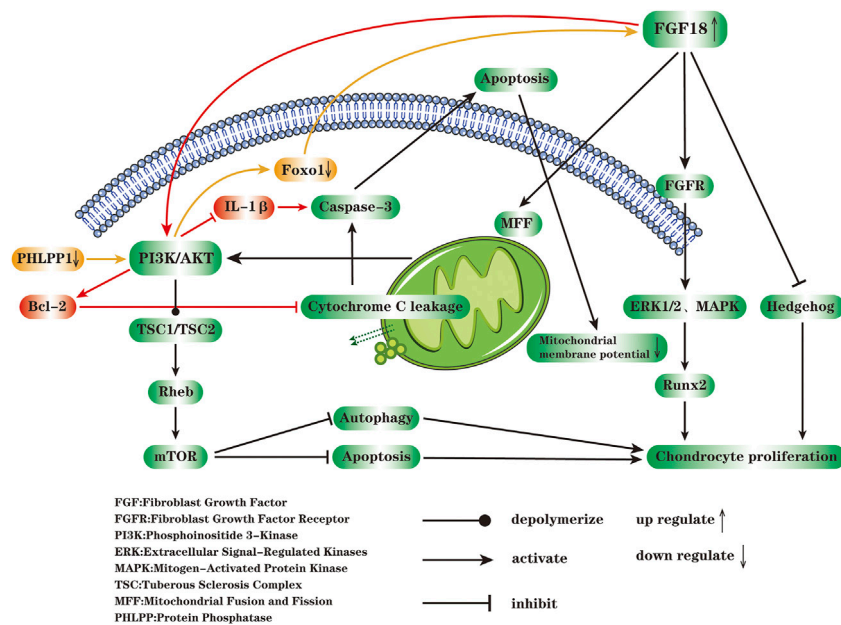 FGF18↑
Apoptosis
Foxo1↓
FGFR
IL-1β
Caspase-3
MFF
PHLPP1↓
PI3K/AKT
Bcl-2
Cytochrome C leakage
ERK1/2、MAPK
Hedgehog
TSC1/TSC2
Mitochondrial
membrane potential↓
Rheb
Runx2
Autophagy
mTOR
Apoptosis
Chondrocyte proliferation
FGF:Fibroblast Growth Factor
FGFR:Fibroblast Growth Factor Receptor
PI3K:Phosphoinositide 3-Kinase
ERK:Extracellular Signal-Regulated Kinases
MAPK:Mitogen-Activated Protein Kinase
TSC:Tuberous Sclerosis Complex
MFF:Mitochondrial Fusion and Fission
PHLPP:Protein Phosphatase
depolymerize
up regulate↑
activate
down regulate↓
inhibit